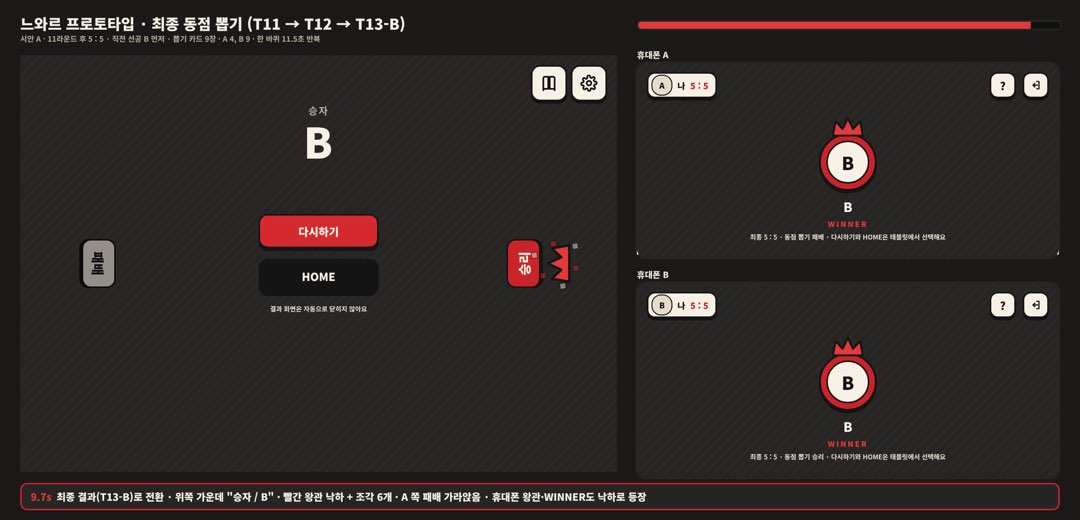 느와르 프로토타입 · 최종 동점 뽑기 (T11 → T12 → T13-B)
시안 A · 11라운드 후 5 : 5 · 직전 선공 B 먼저 · 뽑기 카드 9장 · A 4, B 9 · 한 바퀴 11.5초 반복
승자
B
다시하기
HOME
결과 화면은 자동으로 닫히지 않아요
패배
승리
휴대폰 A
A 나 5 : 5
?
B
B
WINNER
최종 5 : 5 · 동점 뽑기 패배 · 다시하기와 HOME은 태블릿에서 선택해요
휴대폰 B
B 나 5 : 5
?
B
B
WINNER
최종 5 : 5 · 동점 뽑기 승리 · 다시하기와 HOME은 태블릿에서 선택해요
9.7s 최종 결과(T13-B)로 전환 · 위쪽 가운데 "승자 / B" · 빨간 왕관 낙하 + 조각 6개 · A 쪽 패배 가라앉음 · 휴대폰 왕관·WINNER도 낙하로 등장